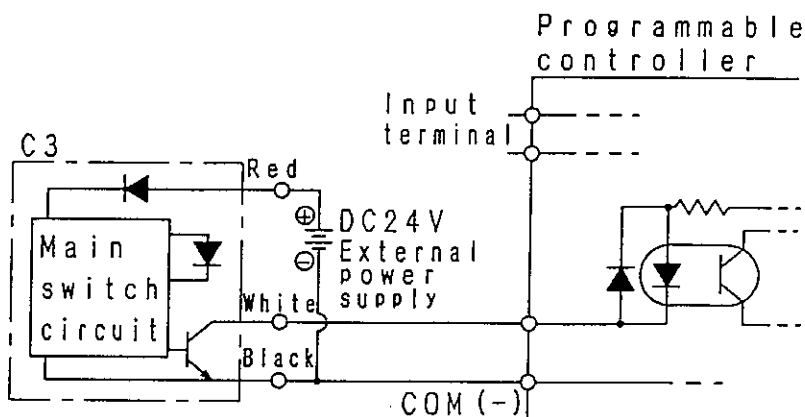 Programmable
controller
Input
terminal
C3
Red
⊕
DC24V
External
power
supply
⊖
Main
switch
circuit
White
Black
COM(-)